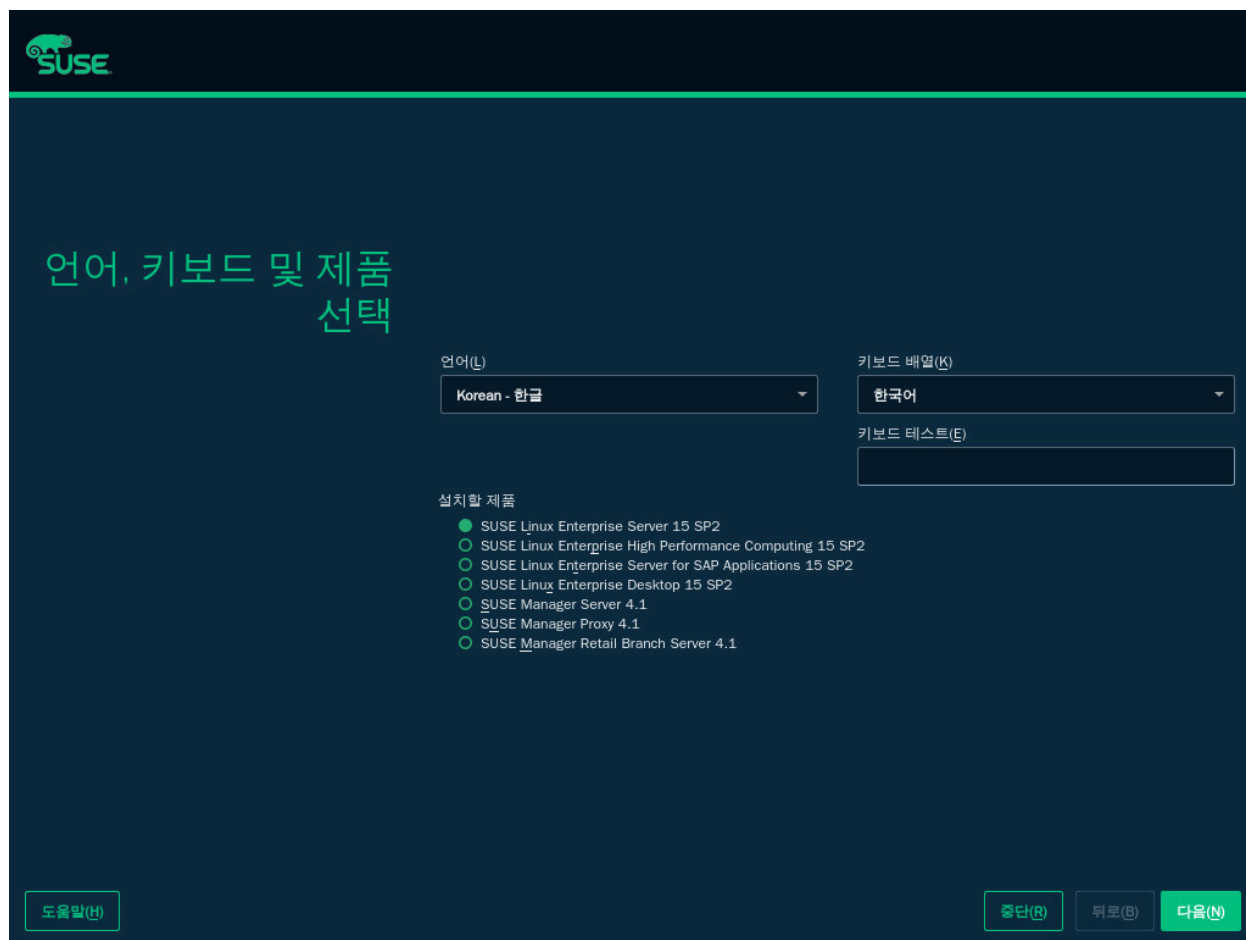 SUSE
언어, 키보드 및 제품
선택
언어(L)
키보드 배열(K)
Korean - 한글
한국어
키보드 테스트(E)
설치할 제품
SUSE Linux Enterprise Server 15 SP2
SUSE Linux Enterprise High Performance Computing 15 SP2
SUSE Linux Enterprise Server for SAP Applications 15 SP2
SUSE Linux Enterprise Desktop 15 SP2
SUSE Manager Server 4.1
SUSE Manager Proxy 4.1
SUSE Manager Retail Branch Server 4.1
도움말(H)
중단(R)
뒤로(B)
다음(N)